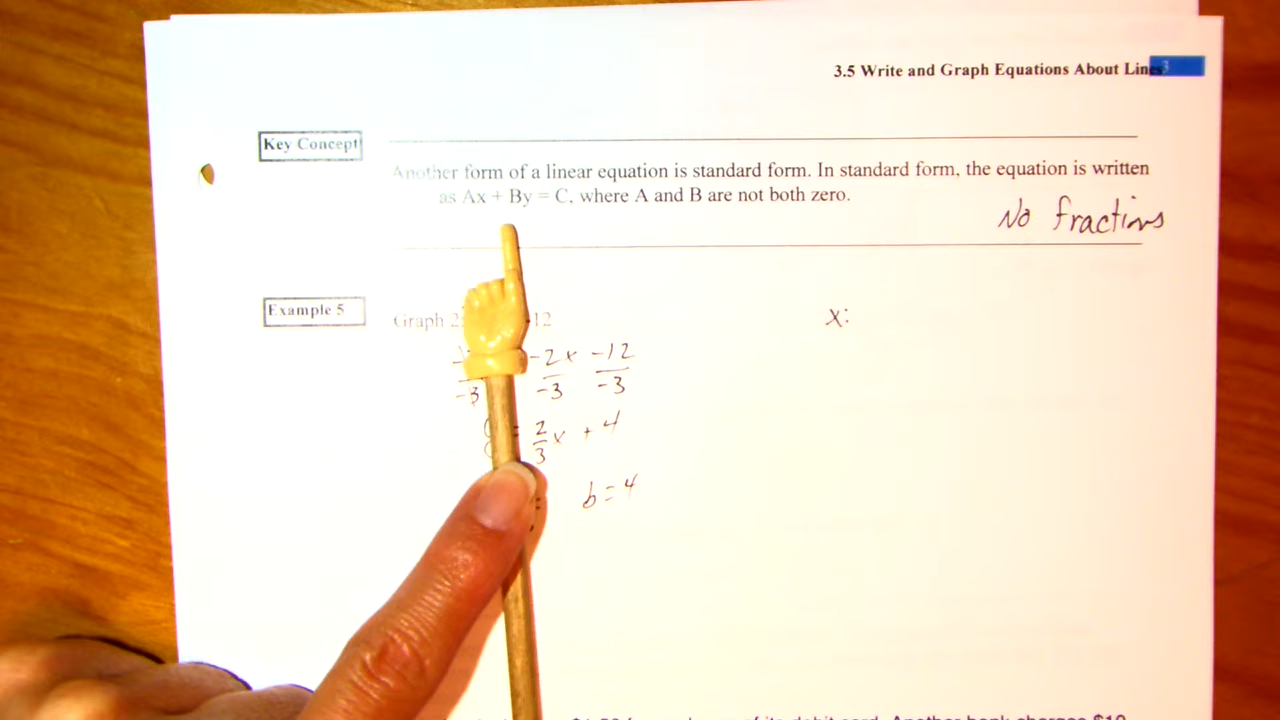 3.5 Write and Graph Equations About Lines 3
Key Concept
Another form of a linear equation is standard form. In standard form, the equation is written
as Ax + By = C, where A and B are not both zero.
No fractions
Example 5
Graph 2 -12
x:
-2x -12
-3 -3 -3
= 2/3 x + 4
b = 4